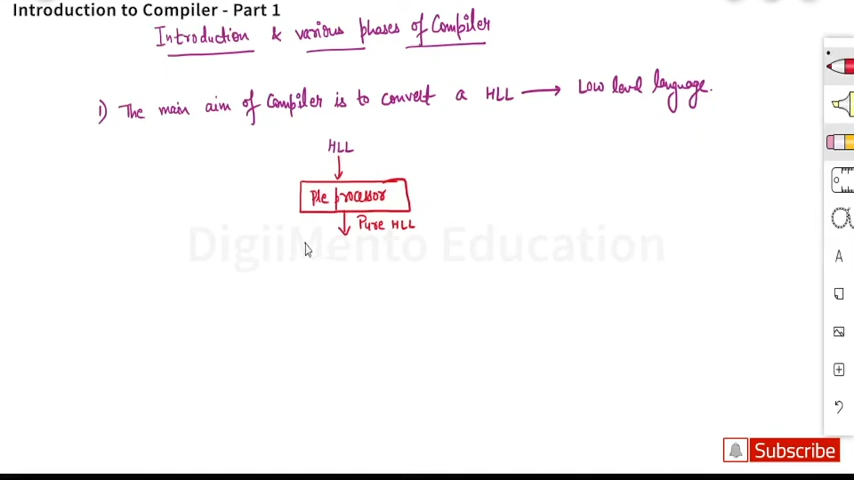 Introduction to Compiler - Part 1
Introduction & various phases of Compiler
1) The main aim of Compiler is to convert a HLL → Low level language.
HLL
Pre processor
Pure HLL
DigiiMento Education
A
Subscribe